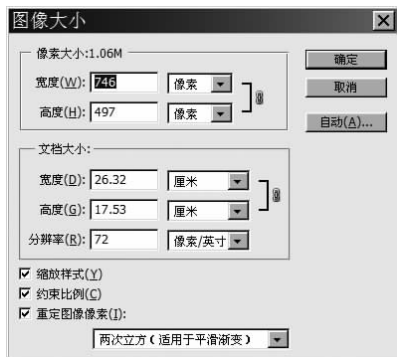 图像大小
像素大小:1.06M
宽度(W): 746 像素
高度(H): 497 像素
确定
取消
自动(A)...
文档大小:
宽度(D): 26.32 厘米
高度(G): 17.53 厘米
分辨率(R): 72 像素/英寸
缩放样式(Y)
约束比例(C)
重定图像像素(I):
两次立方(适用于平滑渐变)